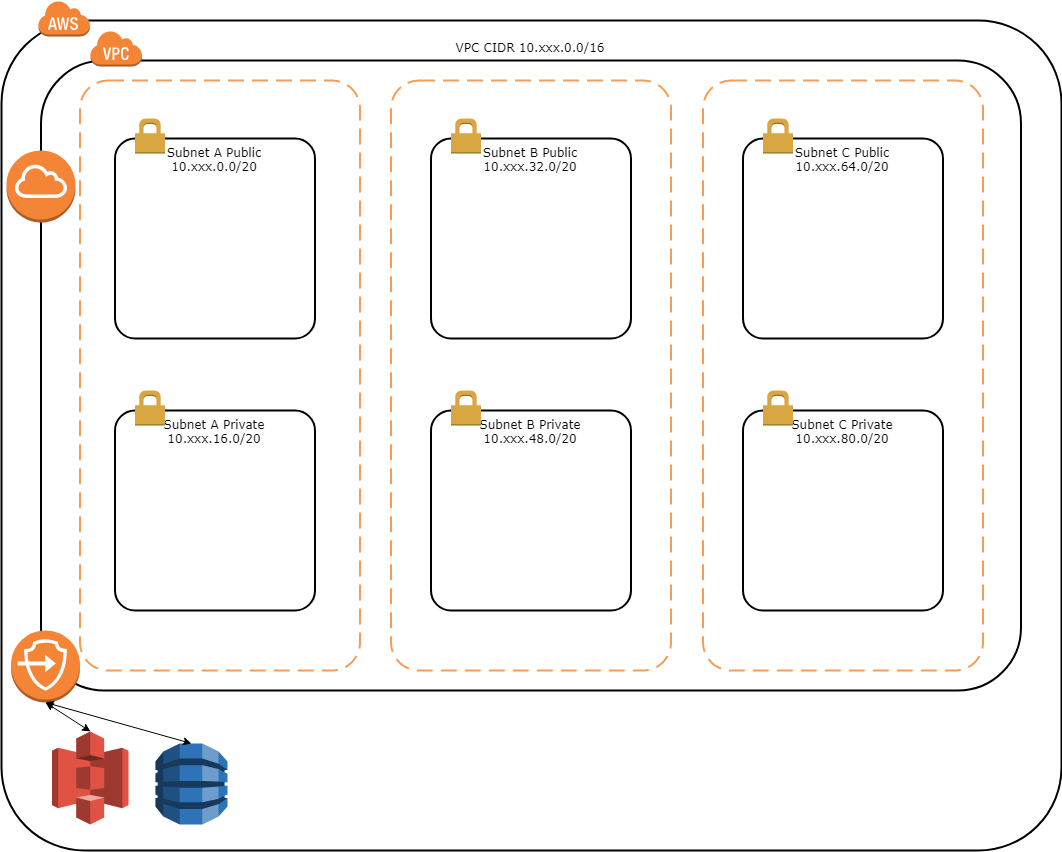 AWS
VPC
VPC CIDR 10.xxx.0.0/16
Subnet A Public
10.xxx.0.0/20
Subnet B Public
10.xxx.32.0/20
Subnet C Public
10.xxx.64.0/20
Subnet A Private
10.xxx.16.0/20
Subnet B Private
10.xxx.48.0/20
Subnet C Private
10.xxx.80.0/20